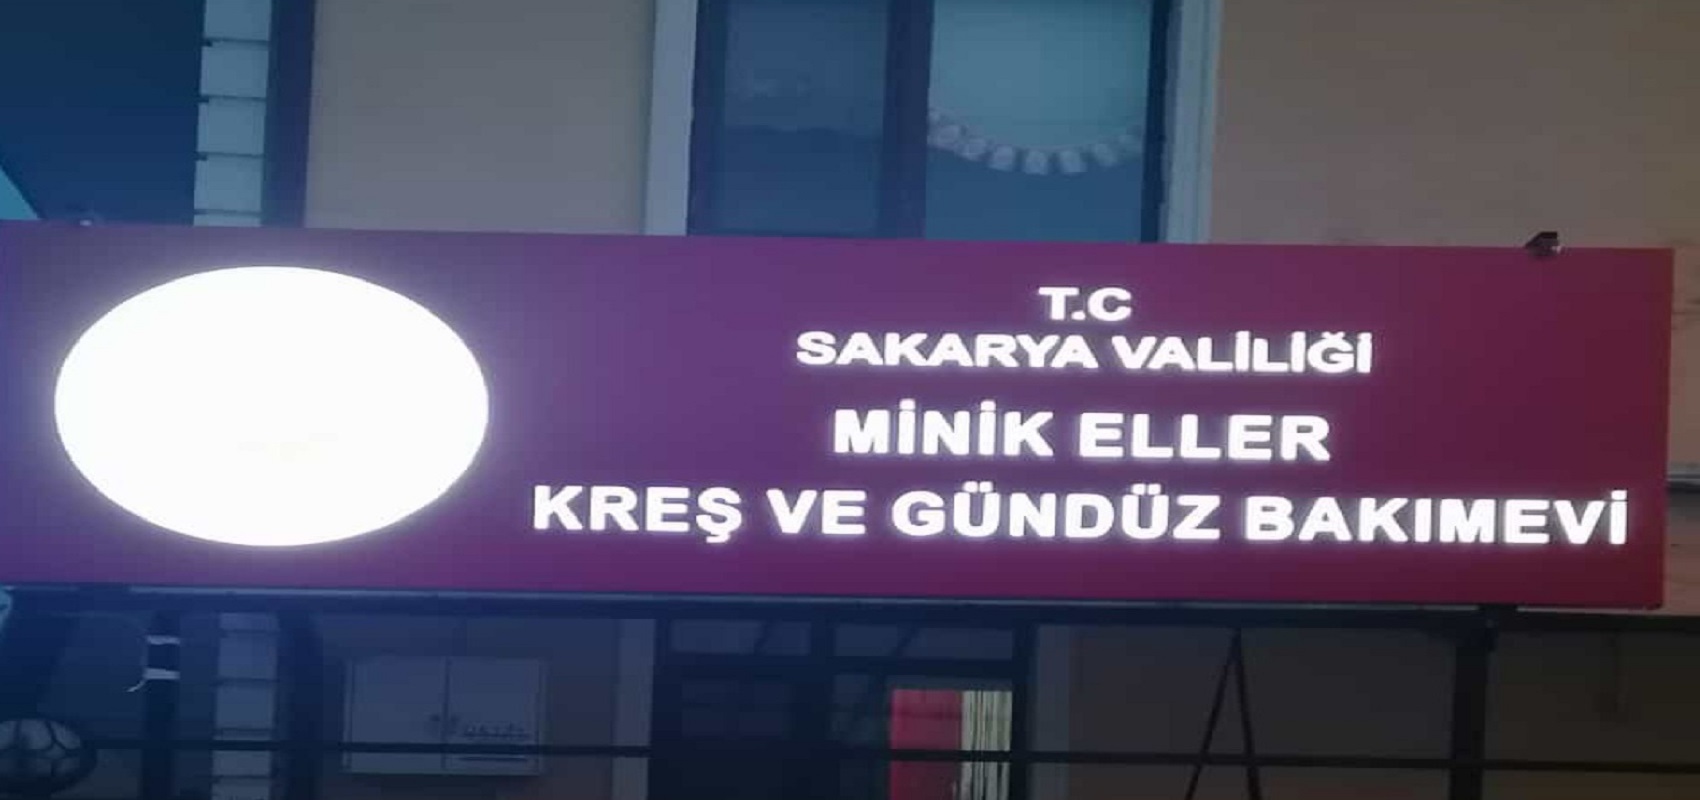 T.C
SAKARYA VALİLİĞİ
MİNİK ELLER
KREŞ VE GÜNDÜZ BAKIMEVİ